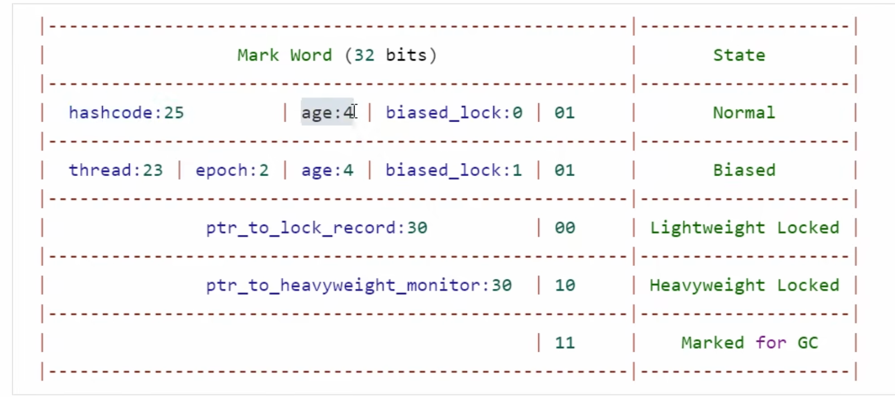 |-------------------------------------------------------|--------------------|
| Mark Word (32 bits) | State |
|-------------------------------------------------------|--------------------|
| hashcode:25 | age:4 | biased_lock:0 | 01 | Normal |
|-------------------------------------------------------|--------------------|
| thread:23 | epoch:2 | age:4 | biased_lock:1 | 01 | Biased |
|-------------------------------------------------------|--------------------|
| ptr_to_lock_record:30 | 00 | Lightweight Locked |
|-------------------------------------------------------|--------------------|
| ptr_to_heavyweight_monitor:30 | 10 | Heavyweight Locked |
|-------------------------------------------------------|--------------------|
| | 11 | Marked for GC |
|-------------------------------------------------------|--------------------|